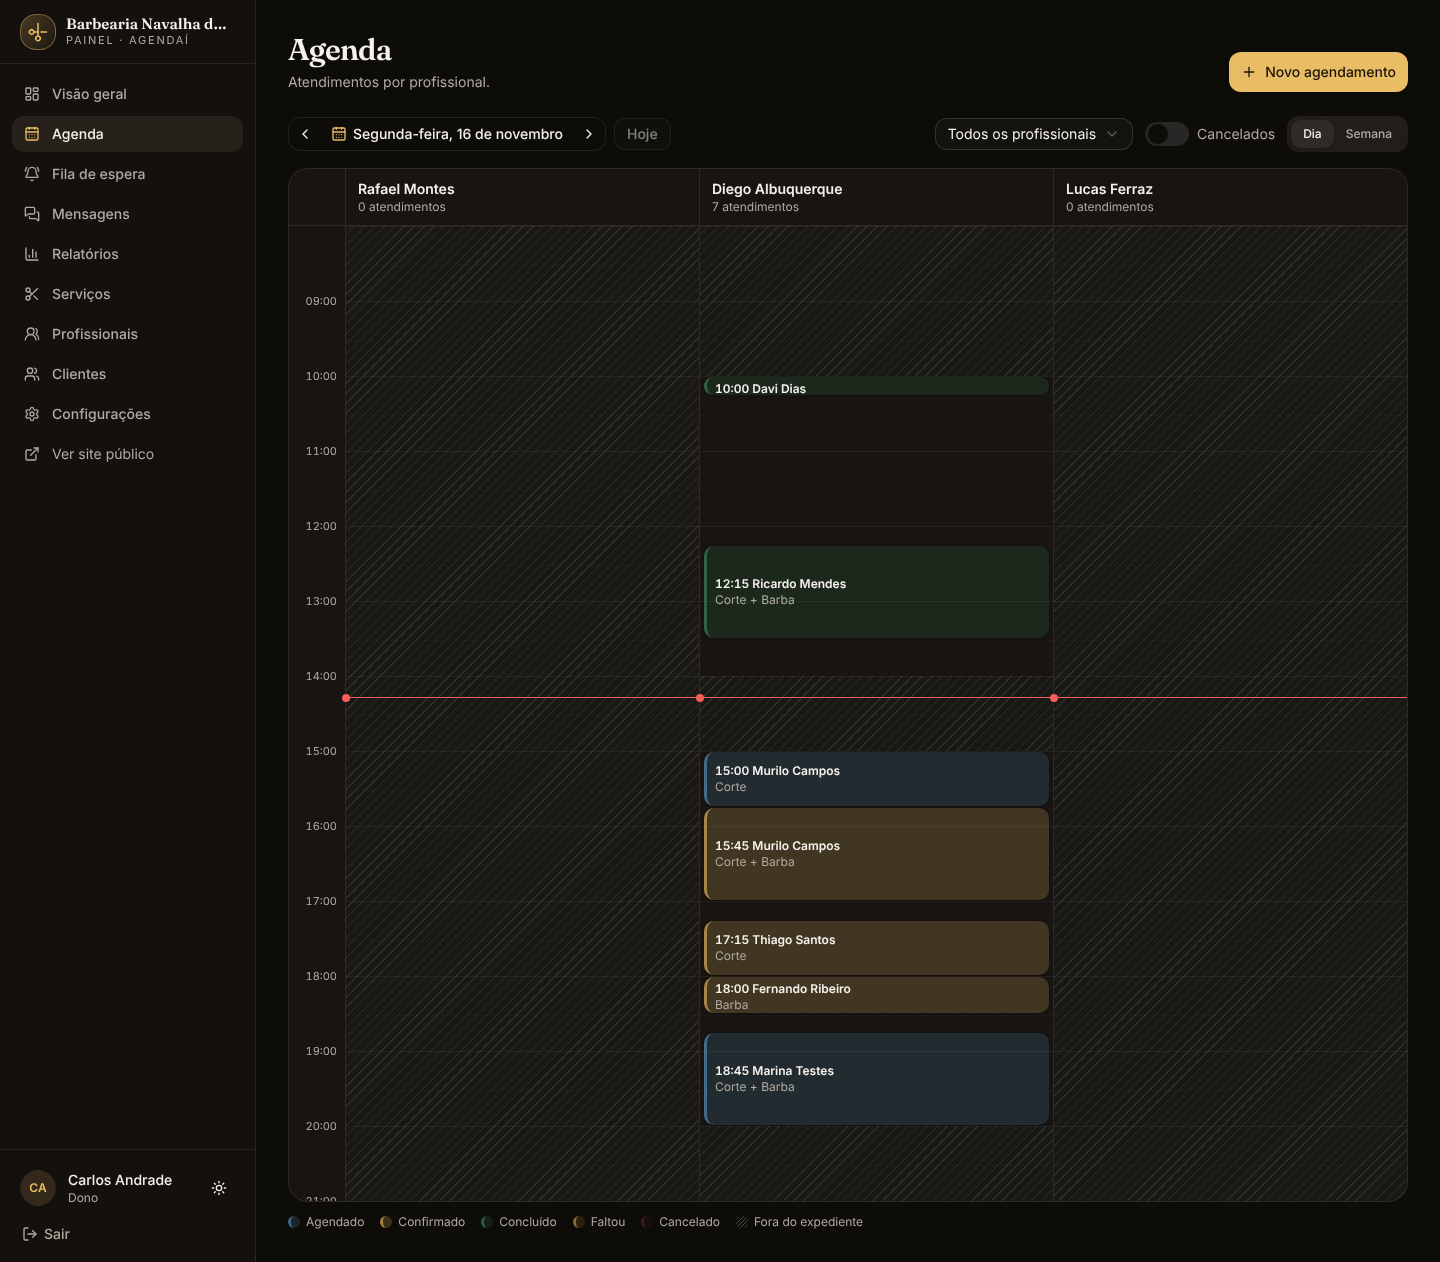 Barbearia Navalha d...
PAINEL · AGENDAÍ
Visão geral
Agenda
Fila de espera
Mensagens
Relatórios
Serviços
Profissionais
Clientes
Configurações
Ver site público
CA
Carlos Andrade
Dono
Sair
Agenda
Atendimentos por profissional.
Novo agendamento
Segunda-feira, 16 de novembro
Hoje
Todos os profissionais
Cancelados
Dia
Semana
Rafael Montes
0 atendimentos
Diego Albuquerque
7 atendimentos
Lucas Ferraz
0 atendimentos
09:00
10:00
10:00 Davi Dias
11:00
12:00
12:15 Ricardo Mendes
Corte + Barba
13:00
14:00
15:00
15:00 Murilo Campos
Corte
16:00
15:45 Murilo Campos
Corte + Barba
17:00
17:15 Thiago Santos
Corte
18:00
18:00 Fernando Ribeiro
Barba
19:00
18:45 Marina Testes
Corte + Barba
20:00
21:00
Agendado
Confirmado
Concluído
Faltou
Cancelado
Fora do expediente